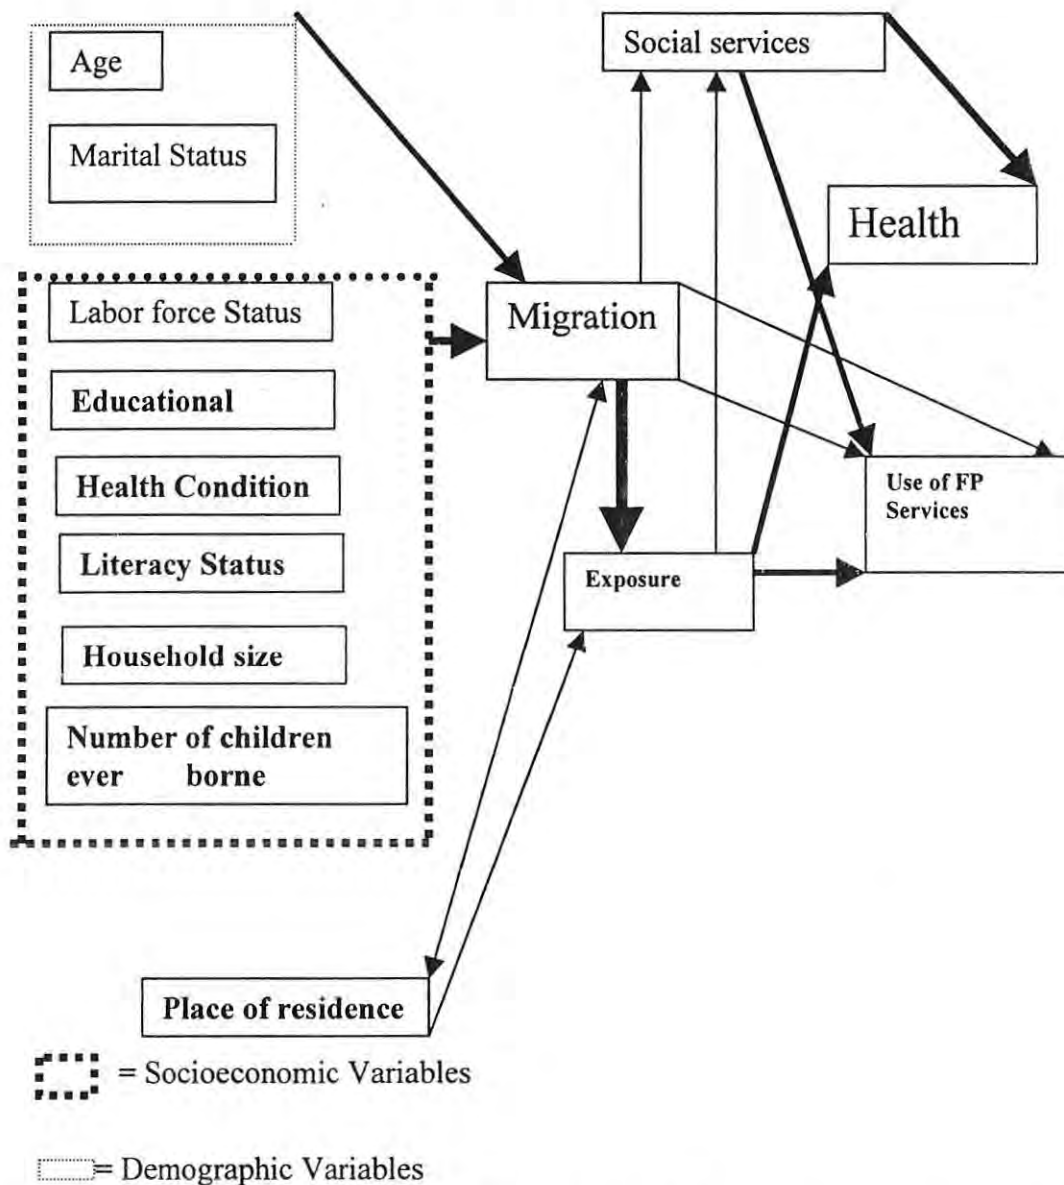 Age
Marital Status
Labor force Status
Educational
Health Condition
Literacy Status
Household size
Number of children
ever borne
Social services
Health
Migration
Use of FP
Services
Exposure
Place of residence
= Socioeconomic Variables
= Demographic Variables